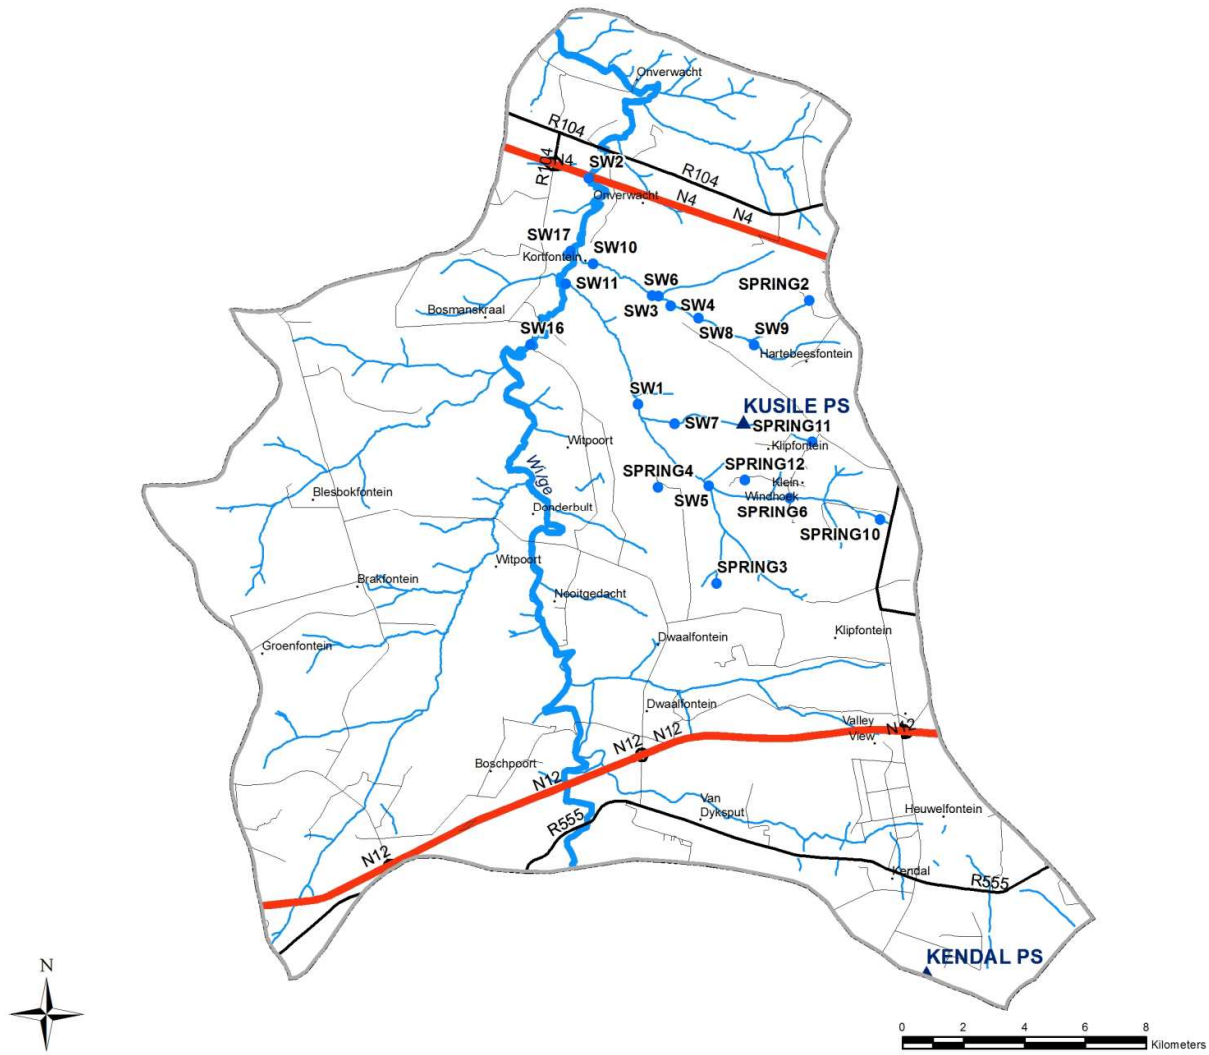 Onverwacht
R104
R104
N4
SW2
R104
Onverwacht
N4
N4
SW17
SW10
Kortfontein
SW11
SW6
SPRING2
Bosmanskraal
SW3
SW4
SW16
SW8
SW9
Hartebeesfontein
SW1
KUSILE PS
SW7
SPRING11
Witpoort
Klipfontein
Wilge
SPRING4
SPRING12
Blesbokfontein
SW5
Klein
Windhoek
Donderbult
SPRING6
SPRING10
Witpoort
SPRING3
Brakfontein
Nooitgedacht
Groenfontein
Dwaalfontein
Klipfontein
Dwaalfontein
Valley
View
N12
N12
N12
Boschpoort
N12
Van
Dyksput
Heuwelfontein
R555
N12
Kendal
R555
KENDAL PS
N
0 2 4 6 8
Kilometers